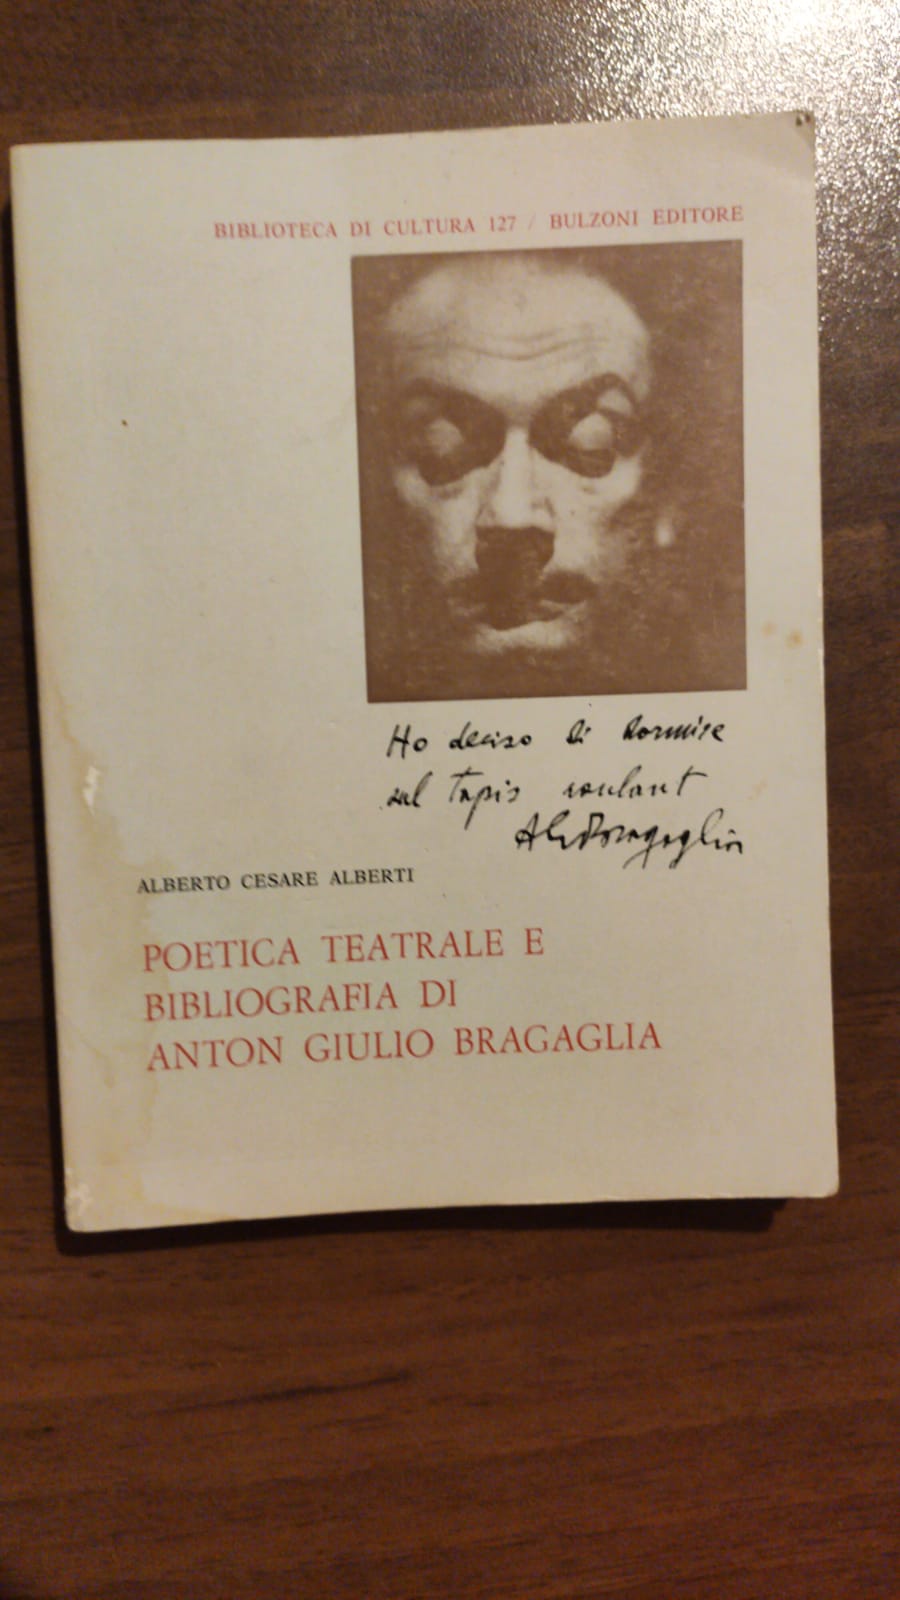 BIBLIOTECA DI CULTURA 127 / BULZONI EDITORE
Ho deciso di dormire
sul tapis roulant
AGBragaglia
ALBERTO CESARE ALBERTI
POETICA TEATRALE E
BIBLIOGRAFIA DI
ANTON GIULIO BRAGAGLIA